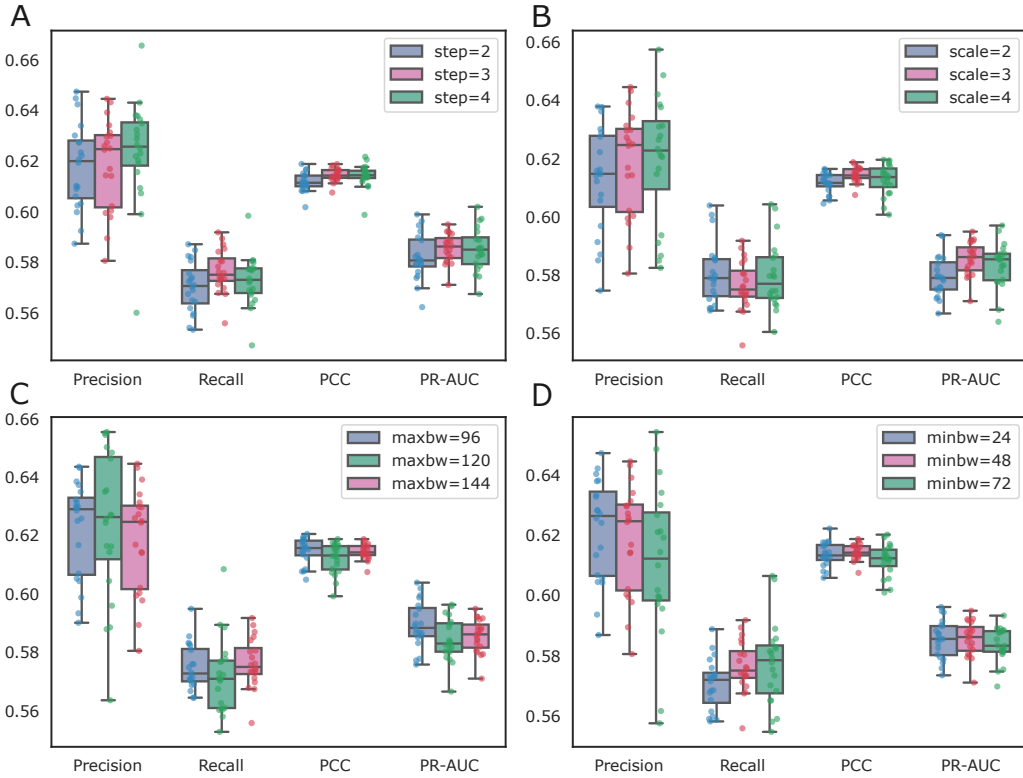 A
0.66
0.64
0.62
0.60
0.58
0.56
step=2
step=3
step=4
Precision
Recall
PCC
PR-AUC
B
0.66
0.64
0.62
0.60
0.58
0.56
scale=2
scale=3
scale=4
Precision
Recall
PCC
PR-AUC
C
0.66
0.64
0.62
0.60
0.58
0.56
maxbw=96
maxbw=120
maxbw=144
Precision
Recall
PCC
PR-AUC
D
0.64
0.62
0.60
0.58
0.56
minbw=24
minbw=48
minbw=72
Precision
Recall
PCC
PR-AUC